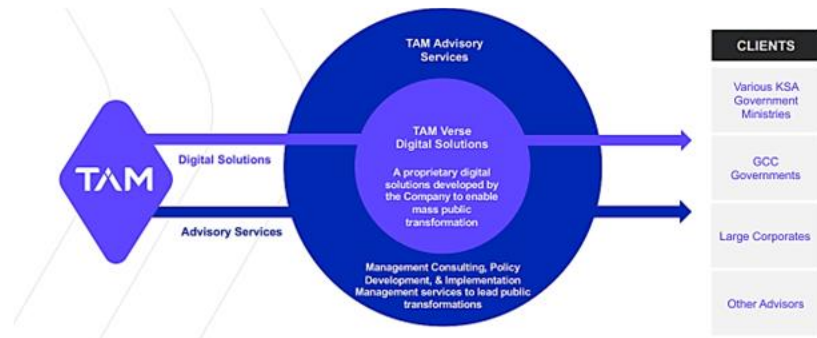 TAM
Digital Solutions
Advisory Services
TAM Advisory
Services
TAM Verse
Digital Solutions
A proprietary digital
solutions developed by
the Company to enable
mass public
transformation
Management Consulting, Policy
Development, & Implementation
Management services to lead public
transformations
CLIENTS
Various KSA
Government
Ministries
GCC
Governments
Large Corporates
Other Advisors